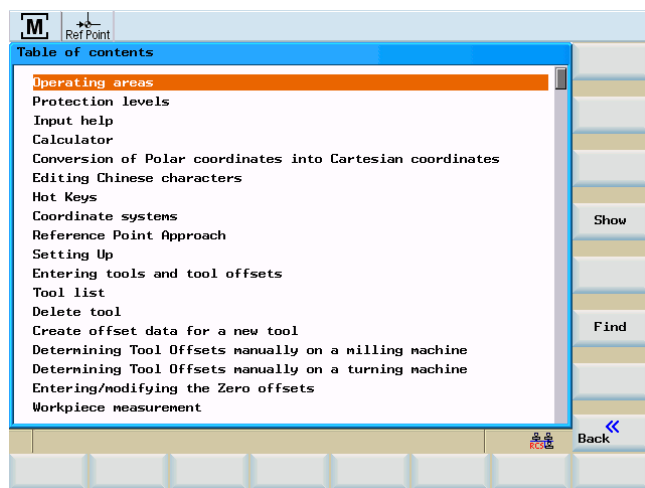 M
Ref Point
Table of contents
Operating areas
Protection levels
Input help
Calculator
Conversion of Polar coordinates into Cartesian coordinates
Editing Chinese characters
Hot Keys
Coordinate systems
Reference Point Approach
Setting Up
Entering tools and tool offsets
Tool list
Delete tool
Create offset data for a new tool
Determining Tool Offsets manually on a milling machine
Determining Tool Offsets manually on a turning machine
Entering/modifying the Zero offsets
Workpiece measurement
Show
Find
Back
RCS